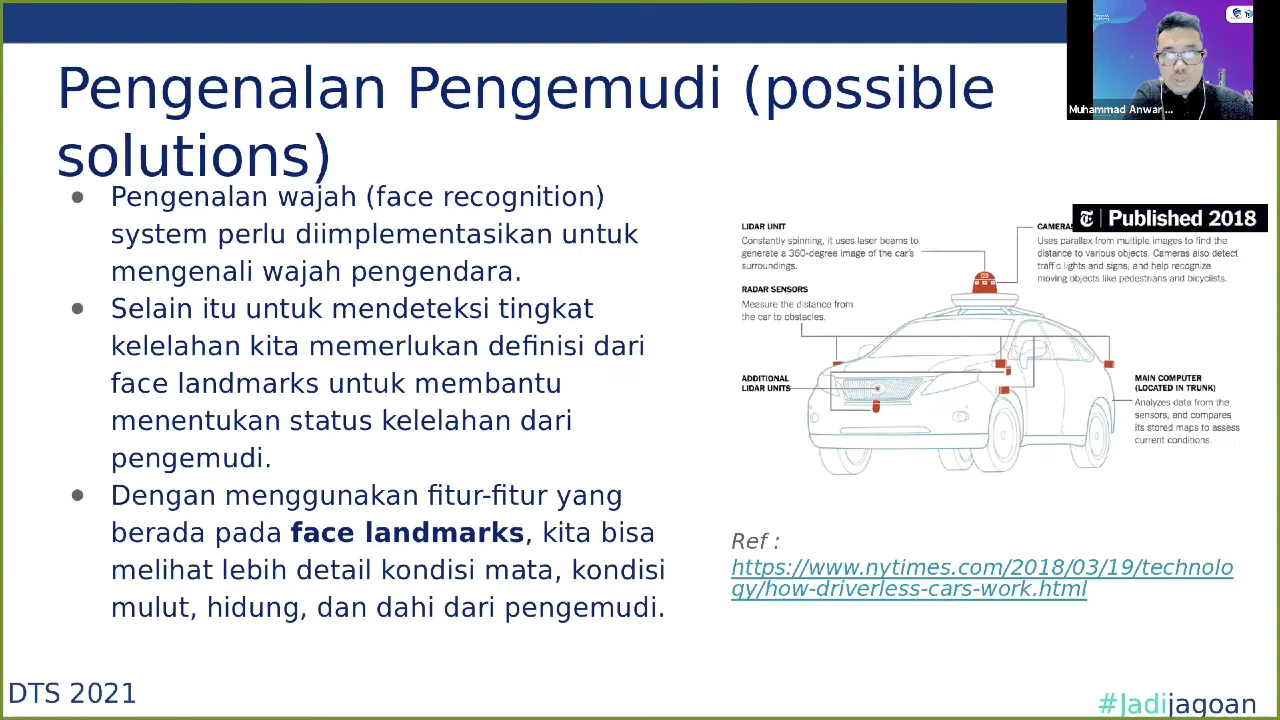 Pengenalan Pengemudi (possible
solutions)
● Pengenalan wajah (face recognition)
system perlu diimplementasikan untuk
mengenali wajah pengendara.
● Selain itu untuk mendeteksi tingkat
kelelahan kita memerlukan definisi dari
face landmarks untuk membantu
menentukan status kelelahan dari
pengemudi.
● Dengan menggunakan fitur-fitur yang
berada pada face landmarks, kita bisa
melihat lebih detail kondisi mata, kondisi
mulut, hidung, dan dahi dari pengemudi.
Muhammad Anwar ...
Published 2018
LIDAR UNIT
Constantly spinning, it uses laser beams to
generate a 360-degree image of the car's
surroundings.
RADAR SENSORS
Measure the distance from
the car to obstacles.
ADDITIONAL
LIDAR UNITS
CAMERAS
Uses parallax from multiple images to find the
distance to various objects. Cameras also detect
traffic lights and signs, and help recognize
moving objects like pedestrians and bicyclists.
MAIN COMPUTER
(LOCATED IN TRUNK)
Analyzes data from the
sensors, and compares
its stored maps to assess
current conditions.
Ref :
https://www.nytimes.com/2018/03/19/technolo
gy/how-driverless-cars-work.html
DTS 2021
#Jadijagoan